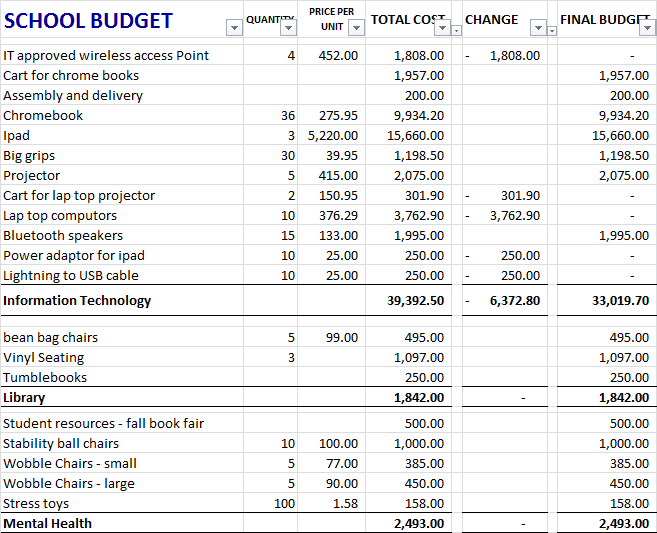 SCHOOL BUDGET QUANTITY PRICE PER UNIT TOTAL COST CHANGE FINAL BUDGET
IT approved wireless access Point 4 452.00 1,808.00 - 1,808.00 -
Cart for chrome books 1,957.00 1,957.00
Assembly and delivery 200.00 200.00
Chromebook 36 275.95 9,934.20 9,934.20
Ipad 3 5,220.00 15,660.00 15,660.00
Big grips 30 39.95 1,198.50 1,198.50
Projector 5 415.00 2,075.00 2,075.00
Cart for lap top projector 2 150.95 301.90 - 301.90 -
Lap top computors 10 376.29 3,762.90 - 3,762.90 -
Bluetooth speakers 15 133.00 1,995.00 1,995.00
Power adaptor for ipad 10 25.00 250.00 - 250.00 -
Lightning to USB cable 10 25.00 250.00 - 250.00 -
Information Technology 39,392.50 - 6,372.80 33,019.70
bean bag chairs 5 99.00 495.00 495.00
Vinyl Seating 3 1,097.00 1,097.00
Tumblebooks 250.00 250.00
Library 1,842.00 - 1,842.00
Student resources - fall book fair 500.00 500.00
Stability ball chairs 10 100.00 1,000.00 1,000.00
Wobble Chairs - small 5 77.00 385.00 385.00
Wobble Chairs - large 5 90.00 450.00 450.00
Stress toys 100 1.58 158.00 158.00
Mental Health 2,493.00 - 2,493.00